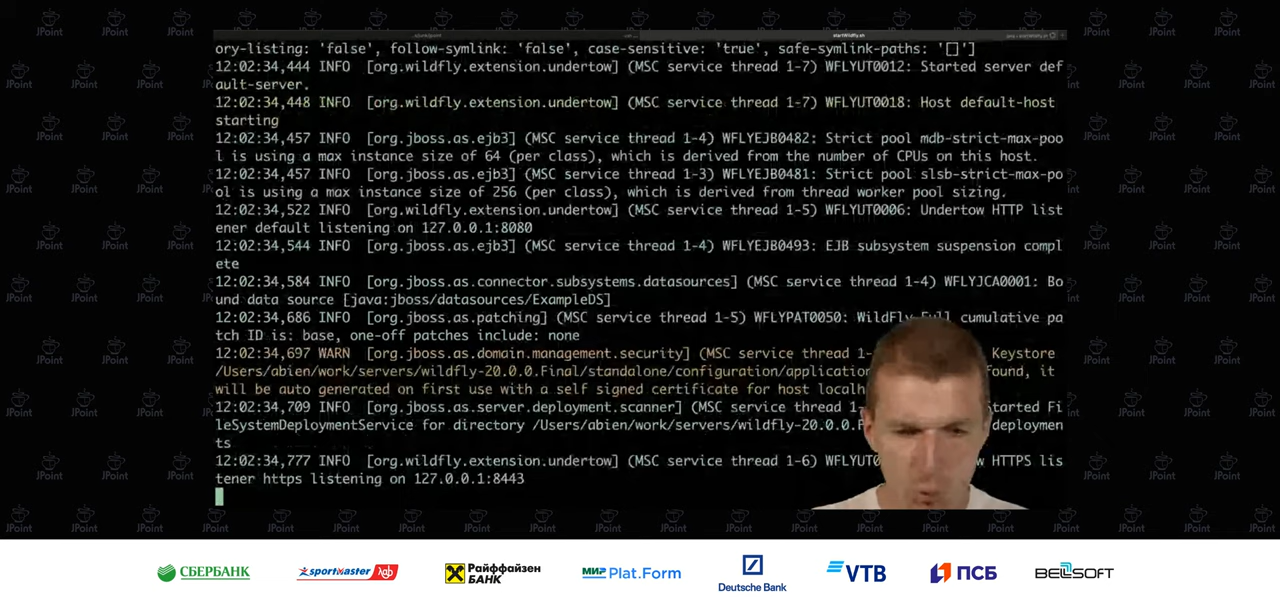 startWildfly.sh
ory-listing: 'false', follow-symlink: 'false', case-sensitive: 'true', safe-symlink-paths: '[]']
12:02:34,444 INFO  [org.wildfly.extension.undertow] (MSC service thread 1-7) WFLYUT0012: Started server def
ault-server.
12:02:34,448 INFO  [org.wildfly.extension.undertow] (MSC service thread 1-7) WFLYUT0018: Host default-host
starting
12:02:34,457 INFO  [org.jboss.as.ejb3] (MSC service thread 1-4) WFLYEJB0482: Strict pool mdb-strict-max-poo
l is using a max instance size of 64 (per class), which is derived from the number of CPUs on this host.
12:02:34,457 INFO  [org.jboss.as.ejb3] (MSC service thread 1-3) WFLYEJB0481: Strict pool slsb-strict-max-po
ol is using a max instance size of 256 (per class), which is derived from thread worker pool sizing.
12:02:34,522 INFO  [org.wildfly.extension.undertow] (MSC service thread 1-5) WFLYUT0006: Undertow HTTP list
ener default listening on 127.0.0.1:8080
12:02:34,544 INFO  [org.jboss.as.ejb3] (MSC service thread 1-4) WFLYEJB0493: EJB subsystem suspension compl
ete
12:02:34,584 INFO  [org.jboss.as.connector.subsystems.datasources] (MSC service thread 1-4) WFLYJCA0001: Bo
und data source [java:jboss/datasources/ExampleDS]
12:02:34,686 INFO  [org.jboss.as.patching] (MSC service thread 1-5) WFLYPAT0050: WildFly Full cumulative pa
tch ID is: base, one-off patches include: none
12:02:34,697 WARN  [org.jboss.as.domain.management.security] (MSC service thread 1- Keystore
/Users/abien/work/servers/wildfly-20.0.0.Final/standalone/configuration/application found, it
will be auto generated on first use with a self signed certificate for host localh
12:02:34,709 INFO  [org.jboss.as.server.deployment.scanner] (MSC service thread 1- Started Fi
leSystemDeploymentService for directory /Users/abien/work/servers/wildfly-20.0.0.F deploymen
ts
12:02:34,777 INFO  [org.wildfly.extension.undertow] (MSC service thread 1-6) WFLYUT0 w HTTPS lis
tener https listening on 127.0.0.1:8443
JPoint
СБЕРБАНК
sportmaster лаб
Райффайзен
БАНК
МИР Plat.Form
Deutsche Bank
VTB
ПСБ
BELLSOFT